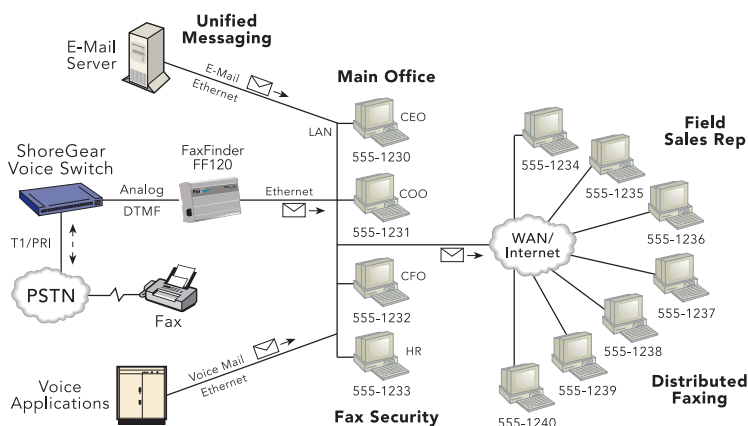 Unified
Messaging
E-Mail
Server
E-Mail
Ethernet
Main Office
LAN
CEO
555-1230
ShoreGear
Voice Switch
Analog
DTMF
FaxFinder
FF120
Ethernet
COO
555-1231
T1/PRI
PSTN
Fax
CFO
555-1232
Voice
Applications
Voice Mail
Ethernet
HR
555-1233
Fax Security
WAN/
Internet
Field
Sales Rep
555-1234
555-1235
555-1236
555-1237
555-1238
555-1239
555-1240
Distributed
Faxing